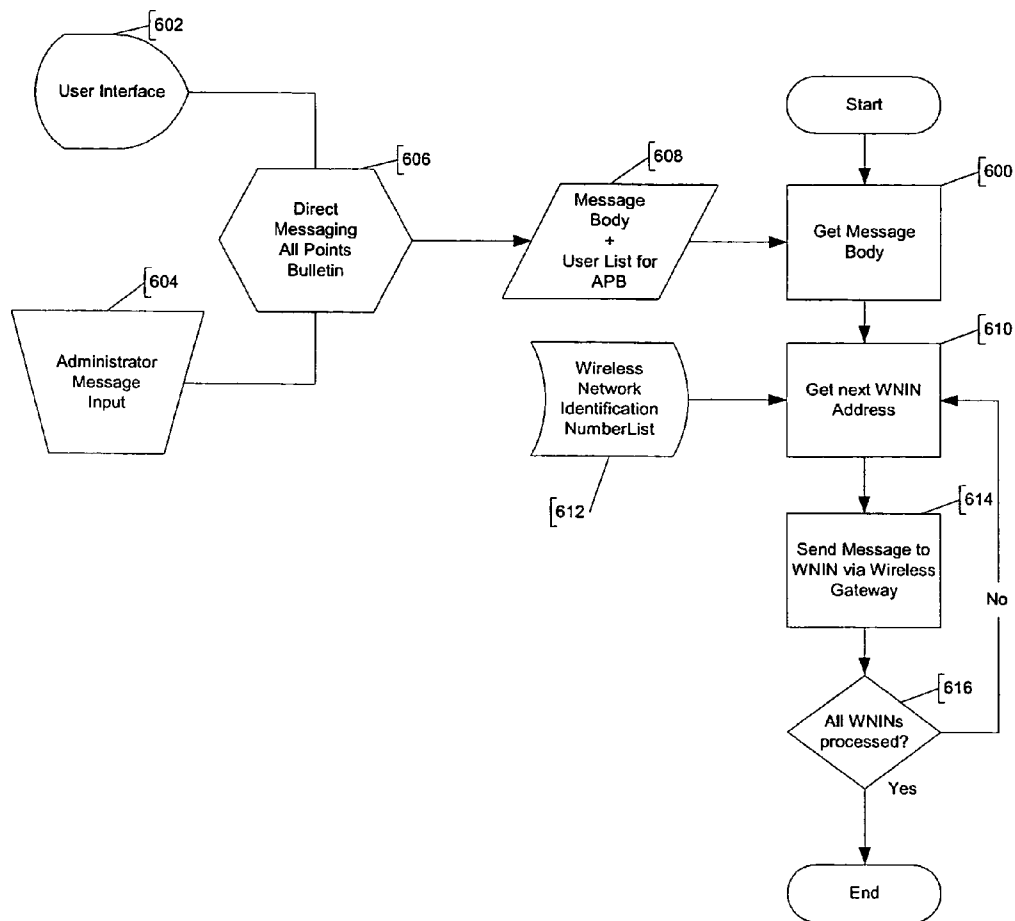 602
User Interface
Start
606
608
600
Direct
Messaging
All Points
Bulletin
Message
Body
+
User List for
APB
Get Message
Body
604
Administrator
Message
Input
610
Wireless
Network
Identification
NumberList
Get next WNIN
Address
612
614
Send Message to
WNIN via Wireless
Gateway
No
616
All WNINs
processed?
Yes
End